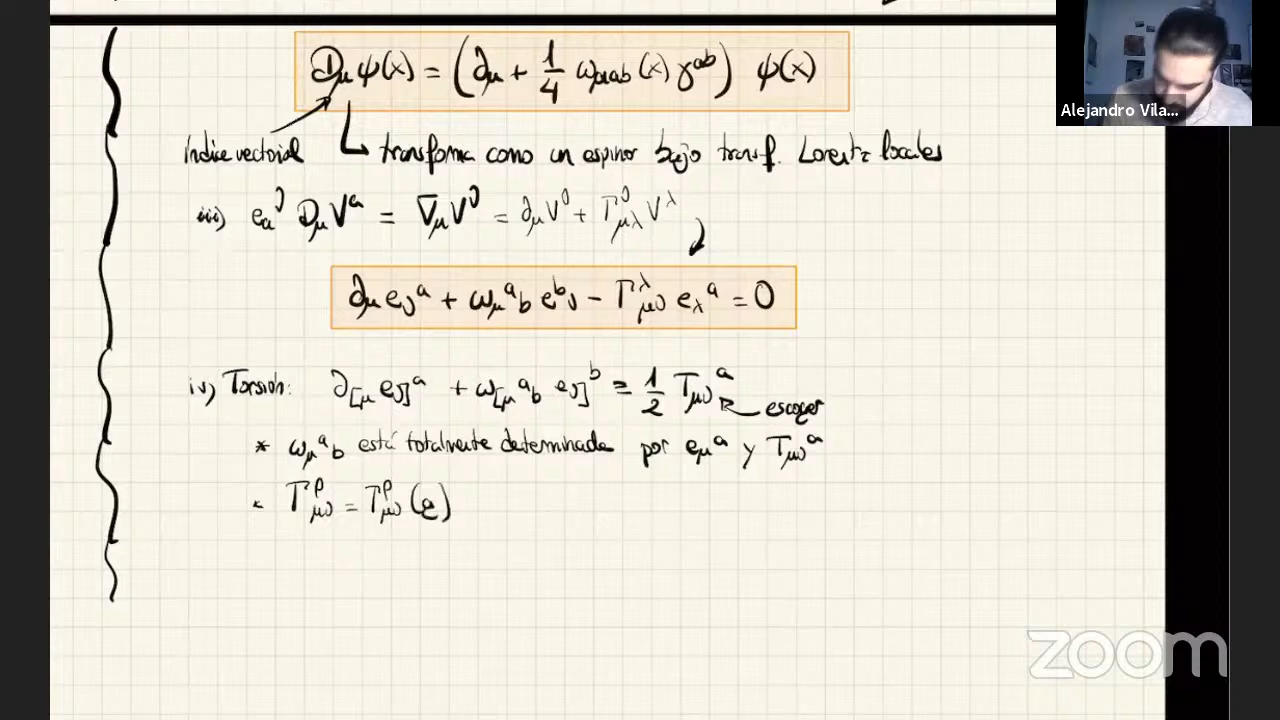 D_μ ψ(x) = (∂_μ + 1/4 ω_μab (x) γ^ab) ψ(x)
Alejandro Vila...
Índice vectorial transforma como un espinor bajo transf. Lorentz locales
iii) e_a^ν D_μ V^a = ∇_μ V^ν = ∂_μ V^ν + Γ^ν_μλ V^λ
∂_μ e_ν^a + ω_μ^a_b e^b_ν − Γ^λ_μν e_λ^a = 0
iv) Torsión: ∂_[μ e_ν]^a + ω_[μ^a_b e_ν]^b ≡ 1/2 T_μν^a
escoger
* ω_μ^a_b está totalmente determinada por e_μ^a y T_μν^a
* Γ^ρ_μν = Γ^ρ_μν (g)
zoom